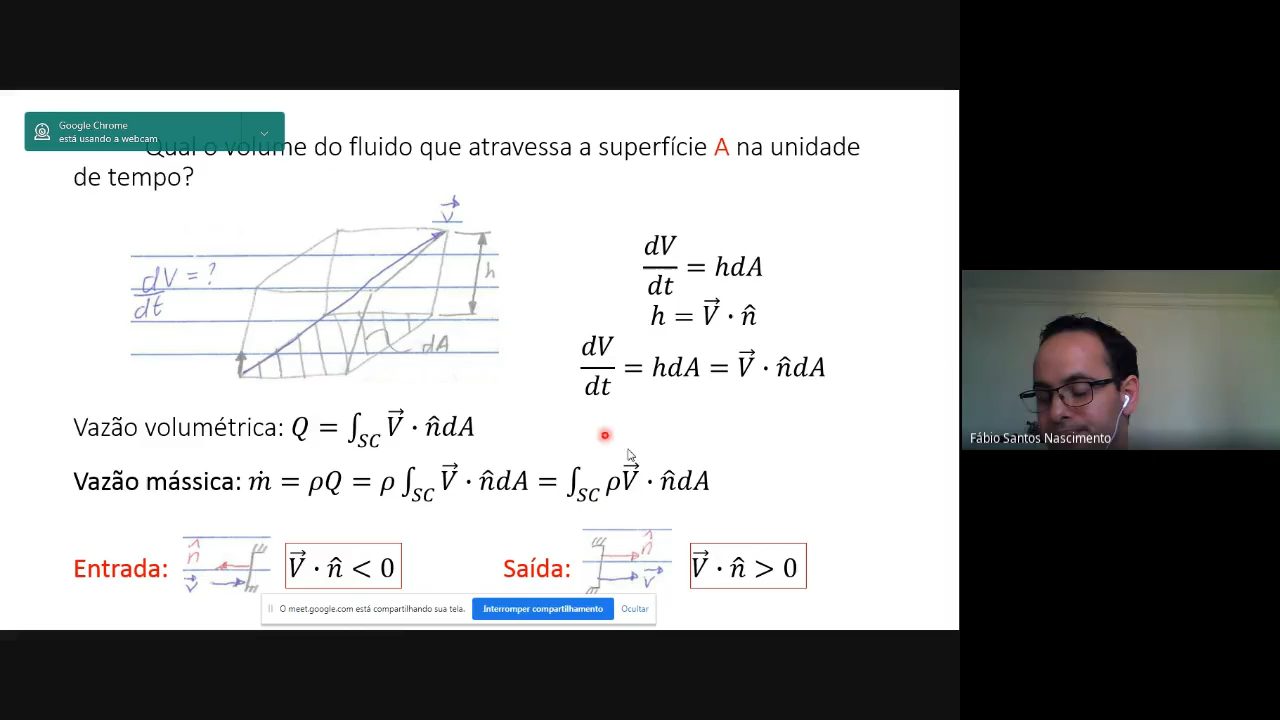 Google Chrome
está usando a webcam
Qual o volume do fluido que atravessa a superfície A na unidade
de tempo?
V⃗
dV/dt = ?
h
dA
dV/dt = hdA
h = V⃗ · n̂
dV/dt = hdA = V⃗ · n̂dA
Vazão volumétrica: Q = ∫SC V⃗ · n̂dA
Vazão mássica: ṁ = ρQ = ρ ∫SC V⃗ · n̂dA = ∫SC ρV⃗ · n̂dA
Entrada: n̂ V⃗ V⃗ · n̂ < 0 Saída: n̂ V⃗ V⃗ · n̂ > 0
O meet.google.com está compartilhando sua tela. Interromper compartilhamento Ocultar
Fábio Santos Nascimento